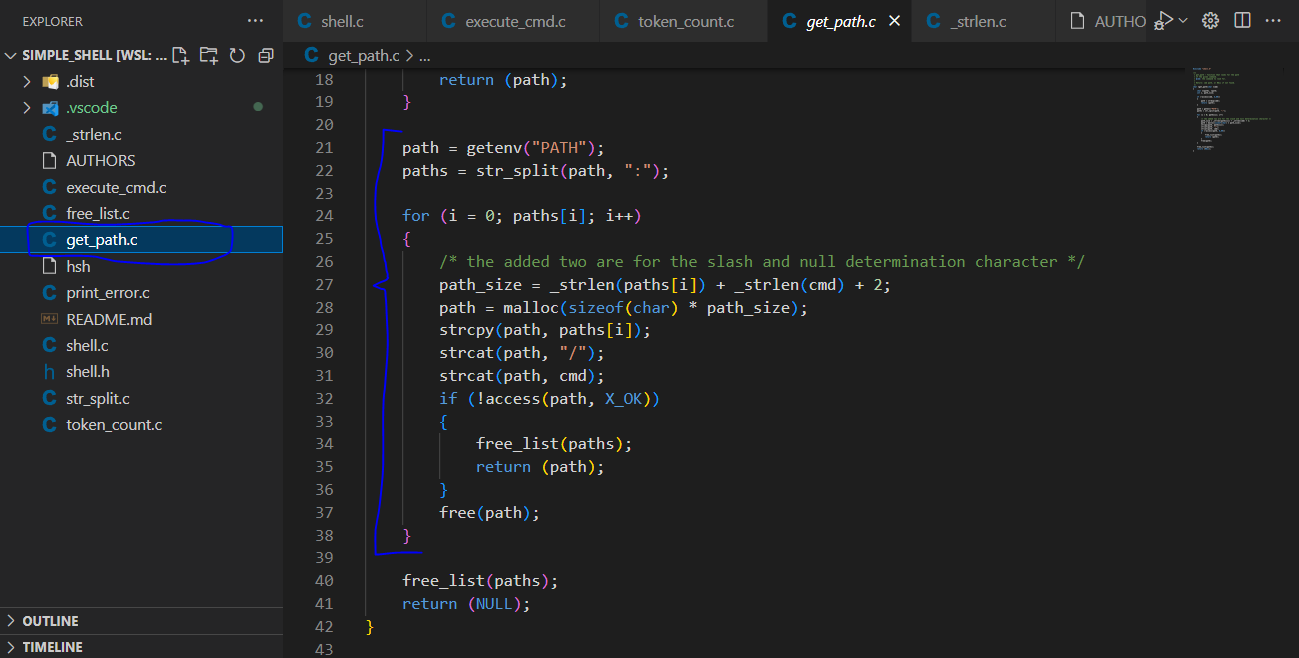 EXPLORER
...
SIMPLE_SHELL [WSL: ...
.dist
.vscode
_strlen.c
AUTHORS
execute_cmd.c
free_list.c
get_path.c
hsh
print_error.c
README.md
shell.c
shell.h
str_split.c
token_count.c
OUTLINE
TIMELINE
C shell.c
C execute_cmd.c
C token_count.c
C get_path.c
C _strlen.c
AUTHO
C get_path.c > ...
18 return (path);
19 }
20
21 path = getenv("PATH");
22 paths = str_split(path, ":");
23
24 for (i = 0; paths[i]; i++)
25 {
26 /* the added two are for the slash and null determination character */
27 path_size = _strlen(paths[i]) + _strlen(cmd) + 2;
28 path = malloc(sizeof(char) * path_size);
29 strcpy(path, paths[i]);
30 strcat(path, "/");
31 strcat(path, cmd);
32 if (!access(path, X_OK))
33 {
34 free_list(paths);
35 return (path);
36 }
37 free(path);
38 }
39
40 free_list(paths);
41 return (NULL);
42 }
43